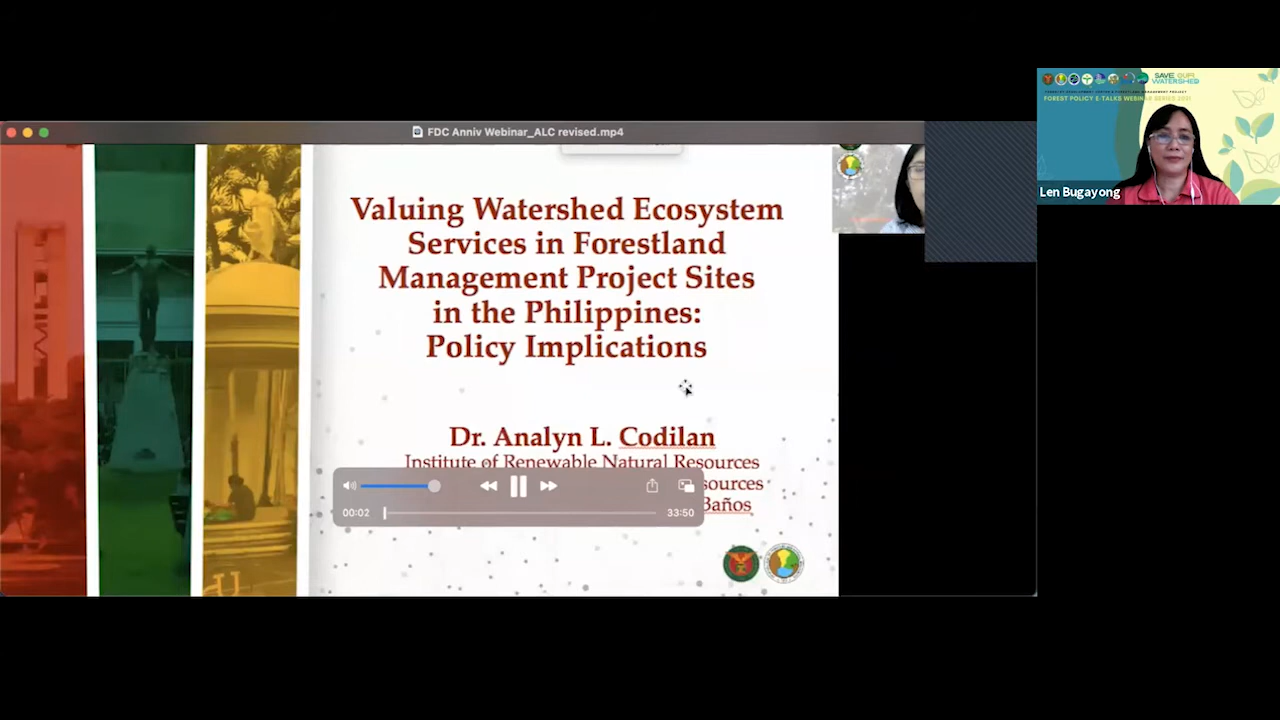 FDC Anniv Webinar_ALC revised.mp4
Valuing Watershed Ecosystem
Services in Forestland
Management Project Sites
in the Philippines:
Policy Implications
Dr. Analyn L. Codilan
Institute of Renewable Natural Resources
sources
Baños
00:02
33:50
SAVE OUR
WATERSHED
FOREST POLICY E-TALKS WEBINAR SERIES 2021
Len Bugayong